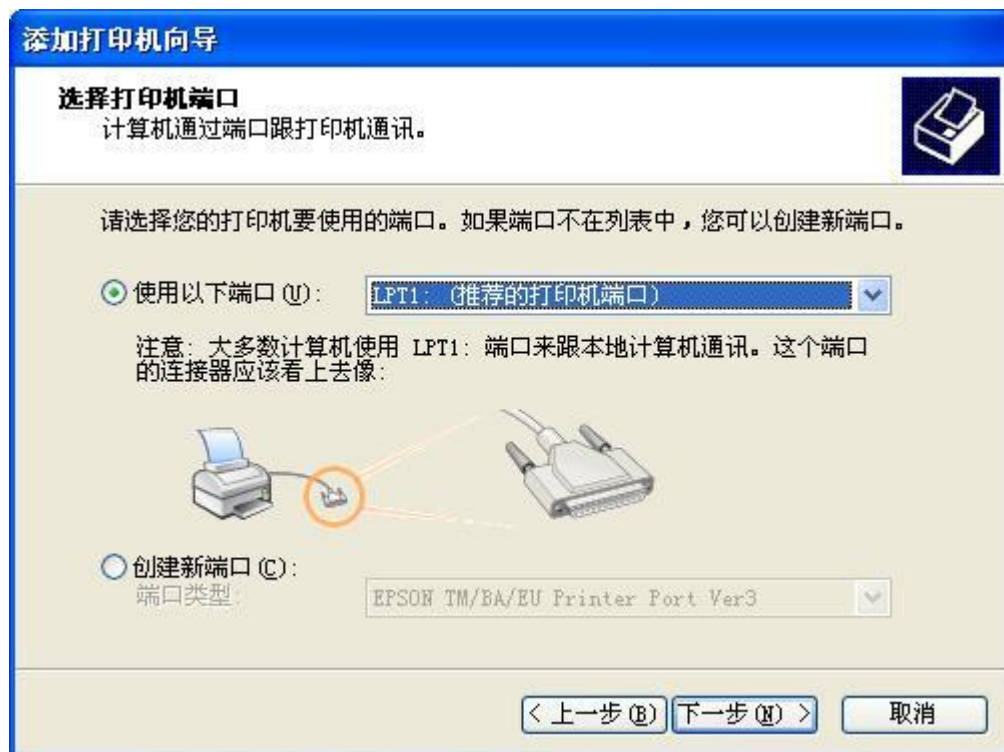 添加打印机向导
选择打印机端口
计算机通过端口跟打印机通讯。
请选择您的打印机要使用的端口。如果端口不在列表中，您可以创建新端口。
使用以下端口(U):
LPT1: (推荐的打印机端口)
注意: 大多数计算机使用 LPT1: 端口来跟本地计算机通讯。这个端口
的连接器应该看上去像:
创建新端口(C):
端口类型:
EPSON TM/BA/EU Printer Port Ver3
< 上一步(B)
下一步(N) >
取消